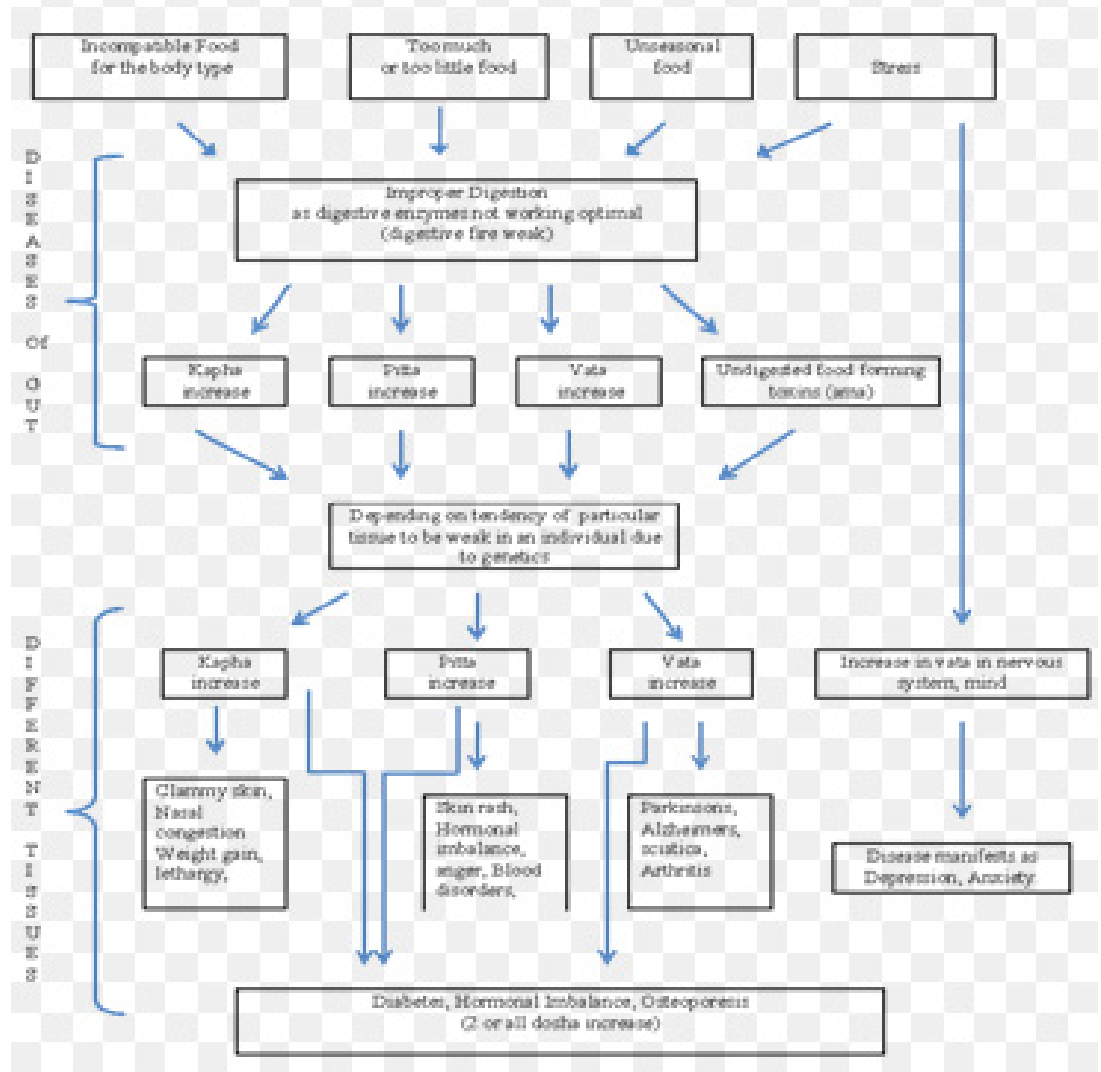 Incompatible Food
for the body type
Too much
or too little food
Unseasonal
food
Stress
DISEASES
Of
GUT
Improper Digestion
as digestive enzymes not working optimal
(digestive fire weak)
Kapha
increase
Pitta
increase
Vata
increase
Undigested food forming
toxins (ama)
Depending on tendency of particular
tissue to be weak in an individual due
to genetics
DIFFERENT
TISSUES
Kapha
increase
Pitta
increase
Vata
increase
Increase in vata in nervous
system, mind
Clammy skin,
Nasal
congestion
Weight gain,
lethargy,
Skin rash,
Hormonal
imbalance,
anger, Blood
disorders,
Parkinsons,
Alzheimers,
sciatica,
Arthritis
Disease manifests as
Depression, Anxiety
Diabetes, Hormonal Imbalance, Osteoporesis
(2 or all dosha increase)